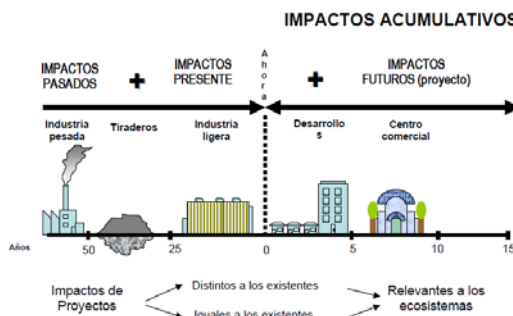 IMPACTOS ACUMULATIVOS
IMPACTOS PASADOS
+
IMPACTOS PRESENTE
Ahora
+
IMPACTOS FUTUROS (proyecto)
Industria pesada
Tiraderos
Industria ligera
Desarrollo s
Centro comercial
Años
50
25
0
5
10
15
Impactos de Proyectos
Distintos a los existentes
Iguales a los existentes
Relevantes a los ecosistemas